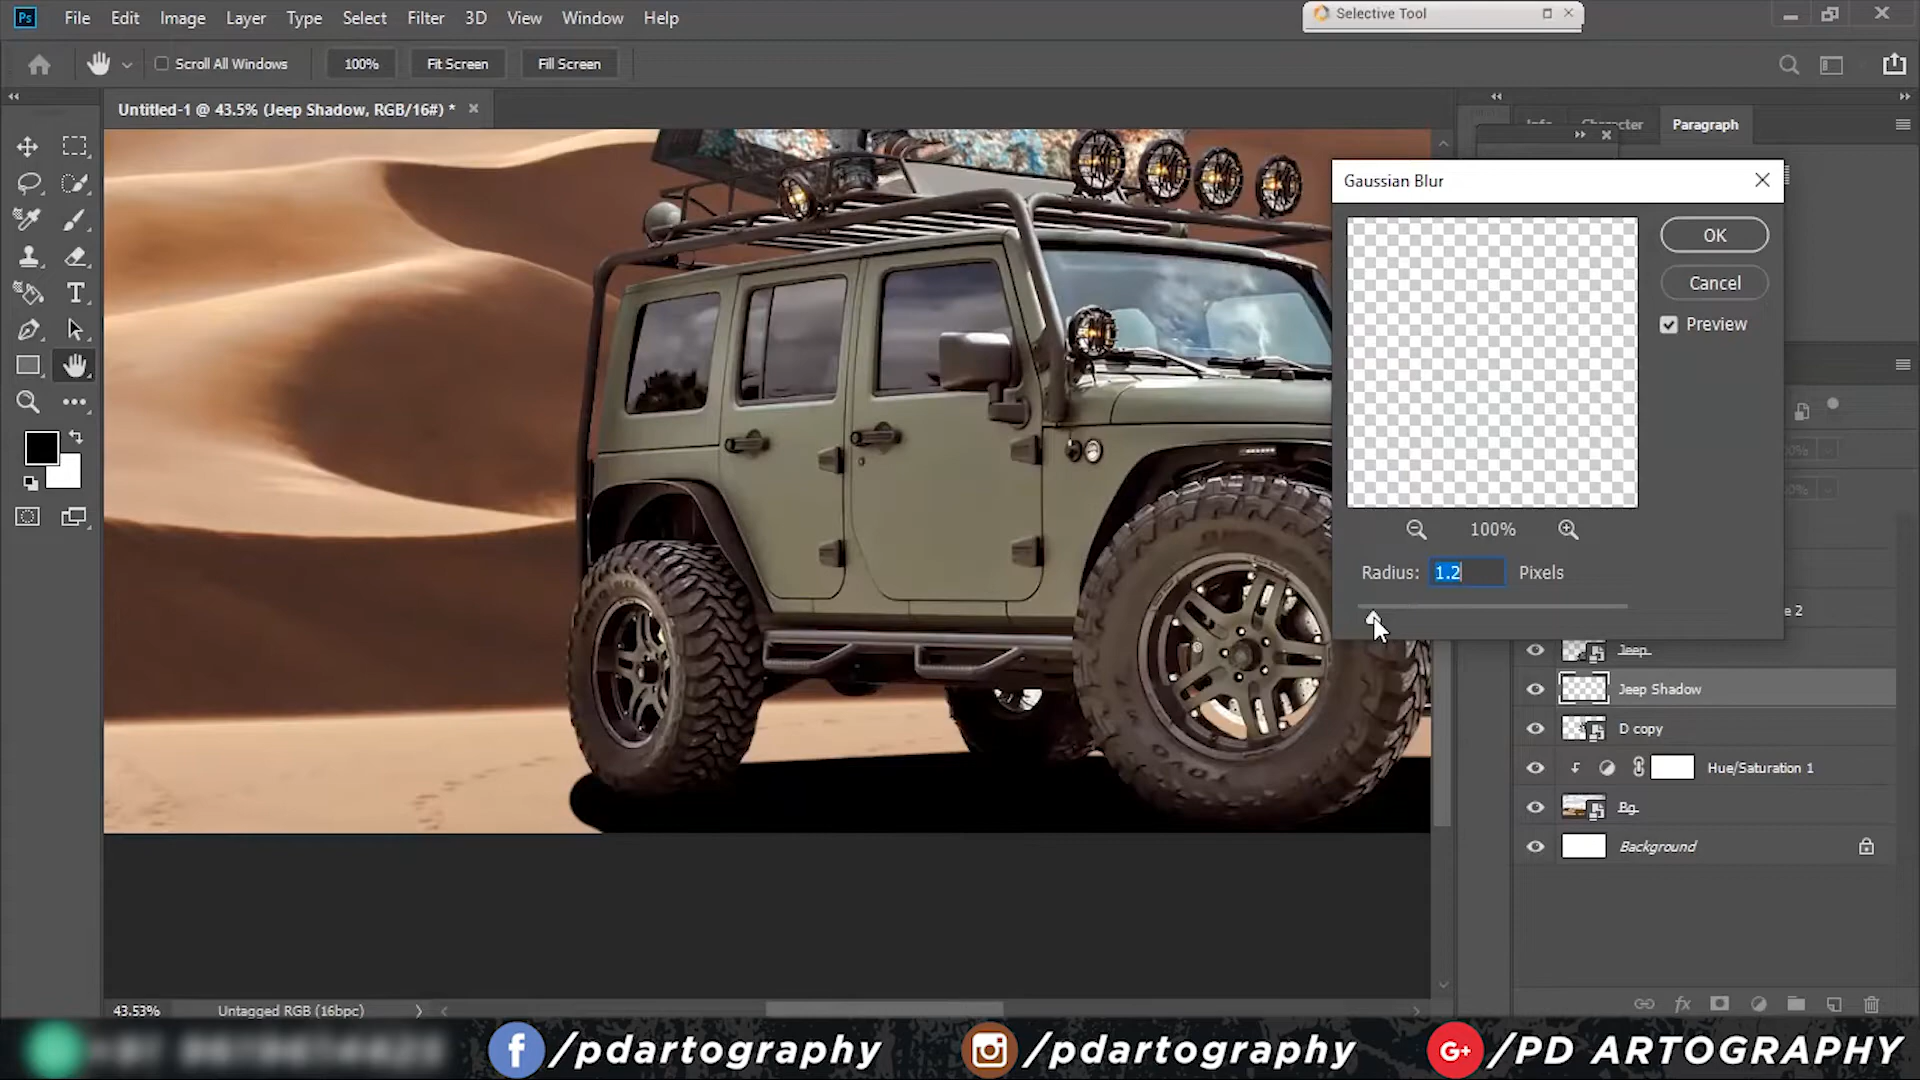 Ps File Edit Image Layer Type Select Filter 3D View Window Help
Selective Tool
Scroll All Windows 100% Fit Screen Fill Screen
Untitled-1 @ 43.5% (Jeep Shadow, RGB/16#) *
Info Character Paragraph
Gaussian Blur
OK
Cancel
Preview
100%
Radius: 1.2 Pixels
e 2
Jeep
Jeep Shadow
D copy
Hue/Saturation 1
Bg
Background
43.53% Untagged RGB (16bpc)
/pdartography /pdartography G+ /PD ARTOGRAPHY